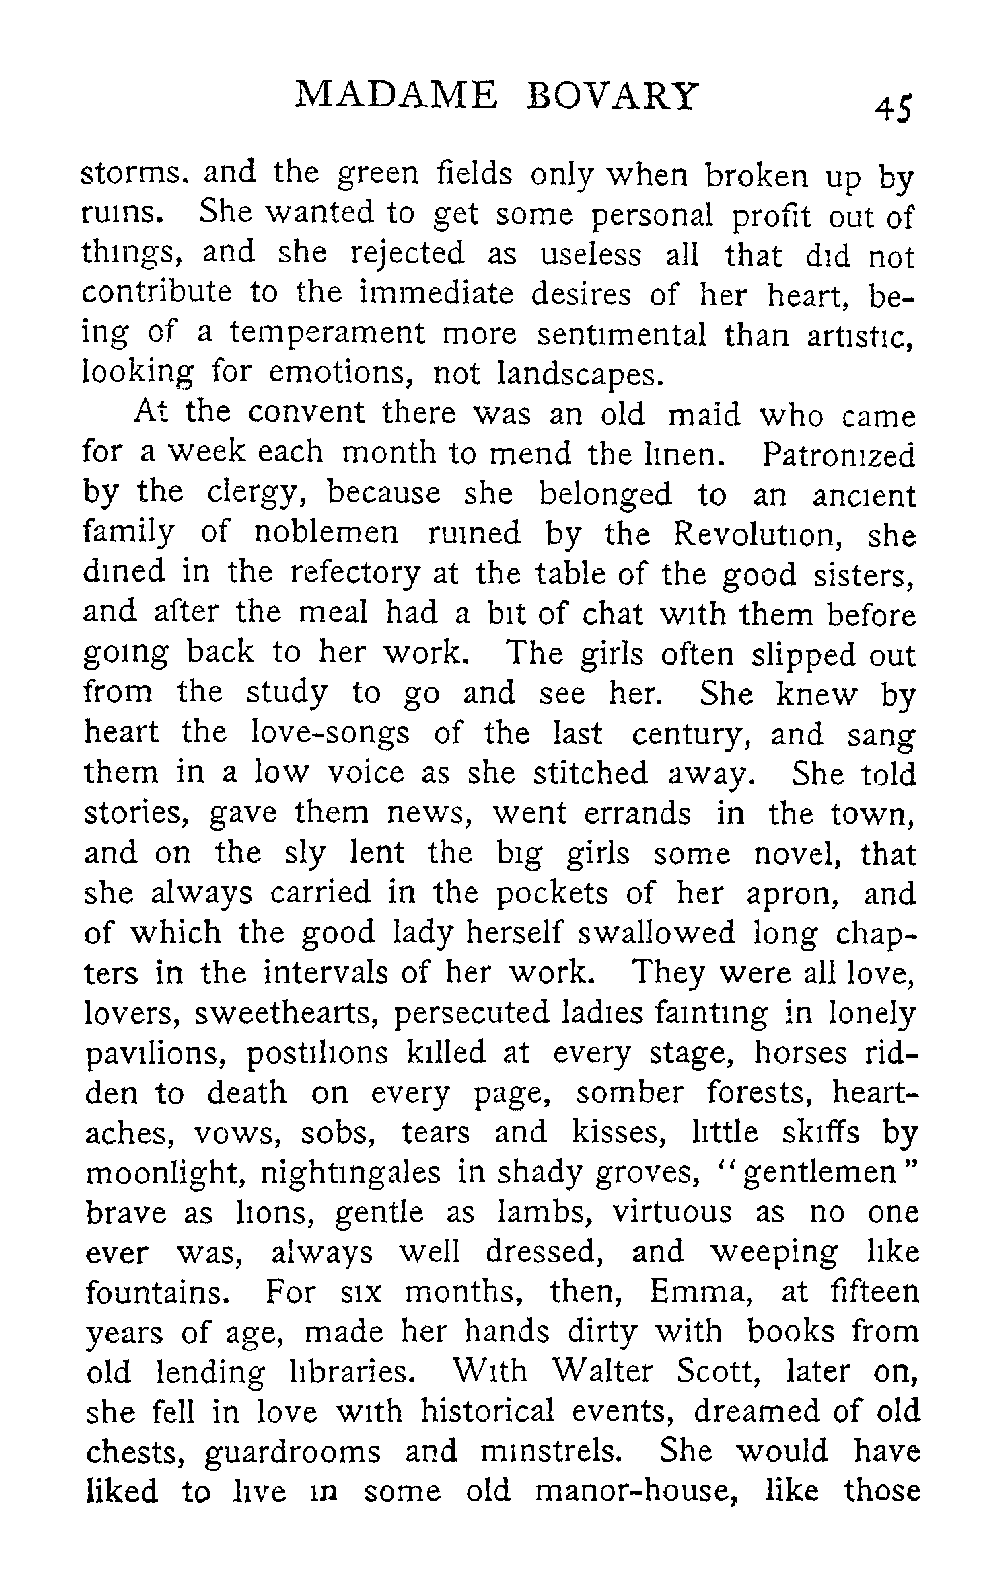 MADAME BOVARY 45
storms. and the green fields only when broken up by
ruins. She wanted to get some personal profit out of
things, and she rejected as useless all that did not
contribute to the immediate desires of her heart, be-
ing of a temperament more sentimental than artistic,
looking for emotions, not landscapes.
At the convent there was an old maid who came
for a week each month to mend the linen. Patronized
by the clergy, because she belonged to an ancient
family of noblemen ruined by the Revolution, she
dined in the refectory at the table of the good sisters,
and after the meal had a bit of chat with them before
going back to her work. The girls often slipped out
from the study to go and see her. She knew by
heart the love-songs of the last century, and sang
them in a low voice as she stitched away. She told
stories, gave them news, went errands in the town,
and on the sly lent the big girls some novel, that
she always carried in the pockets of her apron, and
of which the good lady herself swallowed long chap-
ters in the intervals of her work. They were all love,
lovers, sweethearts, persecuted ladies fainting in lonely
pavilions, postilions killed at every stage, horses rid-
den to death on every page, somber forests, heart-
aches, vows, sobs, tears and kisses, little skiffs by
moonlight, nightingales in shady groves, "gentlemen"
brave as lions, gentle as lambs, virtuous as no one
ever was, always well dressed, and weeping like
fountains. For six months, then, Emma, at fifteen
years of age, made her hands dirty with books from
old lending libraries. With Walter Scott, later on,
she fell in love with historical events, dreamed of old
chests, guardrooms and minstrels. She would have
liked to live in some old manor-house, like those